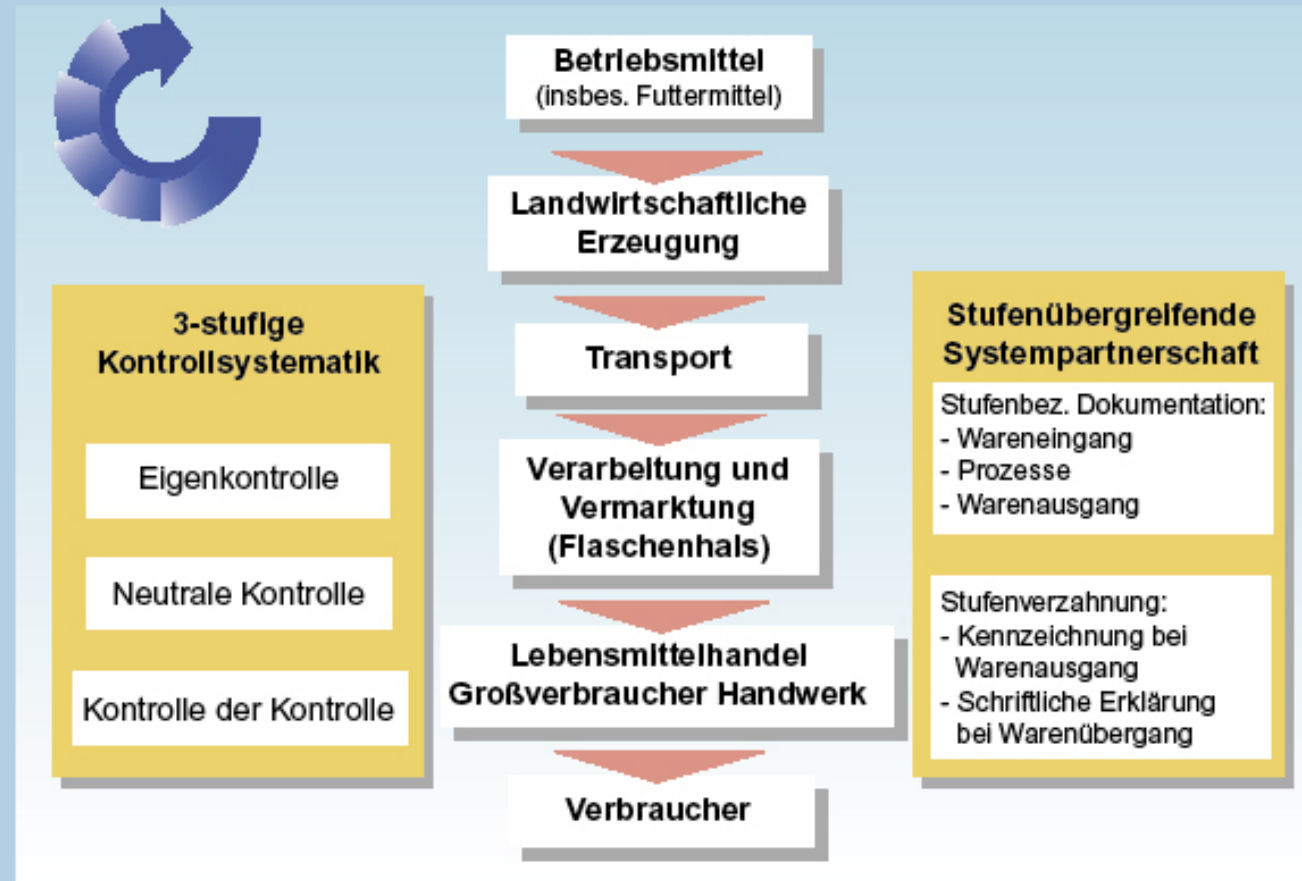 Betriebsmittel
(insbes. Futtermittel)
Landwirtschaftliche
Erzeugung
Transport
Verarbeitung und
Vermarktung
(Flaschenhals)
Lebensmittelhandel
Großverbraucher Handwerk
Verbraucher
3-stufige
Kontrollsystematik
Eigenkontrolle
Neutrale Kontrolle
Kontrolle der Kontrolle
Stufenübergreifende
Systempartnerschaft
Stufenbez. Dokumentation:
- Wareneingang
- Prozesse
- Warenausgang
Stufenverzahnung:
- Kennzeichnung bei
Warenausgang
- Schriftliche Erklärung
bei Warenübergang